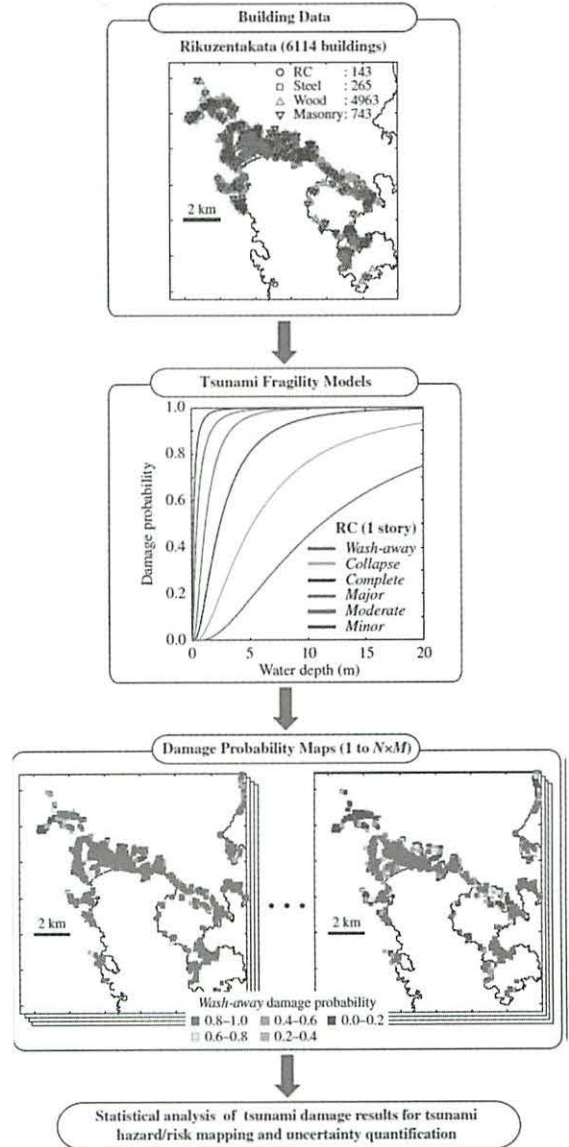 Building Data
Rikuzentakata (6114 buildings)
RC : 143
Steel : 265
Wood : 4963
Masonry: 743
2 km
Tsunami Fragility Models
1.0
0.8
0.6
0.4
0.2
0.0
Damage probability
RC (1 story)
Wash-away
Collapse
Complete
Major
Moderate
Minor
0 5 10 15 20
Water depth (m)
Damage Probability Maps (1 to N×M)
2 km
2 km
Wash-away damage probability
0.8–1.0 0.4–0.6 0.0–0.2
0.6–0.8 0.2–0.4
Statistical analysis of tsunami damage results for tsunami
hazard/risk mapping and uncertainty quantification